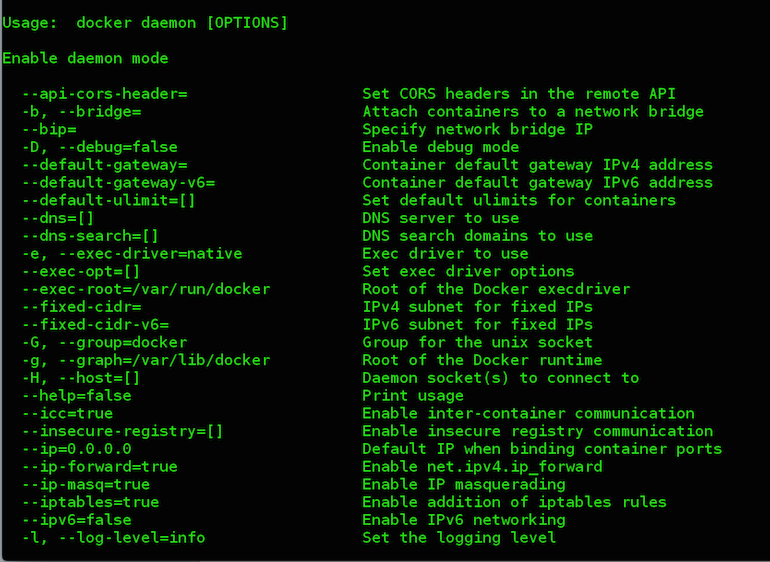 Usage:  docker daemon [OPTIONS]
Enable daemon mode
--api-cors-header=                   Set CORS headers in the remote API
-b, --bridge=                        Attach containers to a network bridge
--bip=                               Specify network bridge IP
-D, --debug=false                    Enable debug mode
--default-gateway=                   Container default gateway IPv4 address
--default-gateway-v6=                Container default gateway IPv6 address
--default-ulimit=[]                  Set default ulimits for containers
--dns=[]                             DNS server to use
--dns-search=[]                      DNS search domains to use
-e, --exec-driver=native             Exec driver to use
--exec-opt=[]                        Set exec driver options
--exec-root=/var/run/docker          Root of the Docker execdriver
--fixed-cidr=                        IPv4 subnet for fixed IPs
--fixed-cidr-v6=                     IPv6 subnet for fixed IPs
-G, --group=docker                   Group for the unix socket
-g, --graph=/var/lib/docker          Root of the Docker runtime
-H, --host=[]                        Daemon socket(s) to connect to
--help=false                         Print usage
--icc=true                           Enable inter-container communication
--insecure-registry=[]               Enable insecure registry communication
--ip=0.0.0.0                         Default IP when binding container ports
--ip-forward=true                    Enable net.ipv4.ip_forward
--ip-masq=true                       Enable IP masquerading
--iptables=true                      Enable addition of iptables rules
--ipv6=false                         Enable IPv6 networking
-l, --log-level=info                 Set the logging level